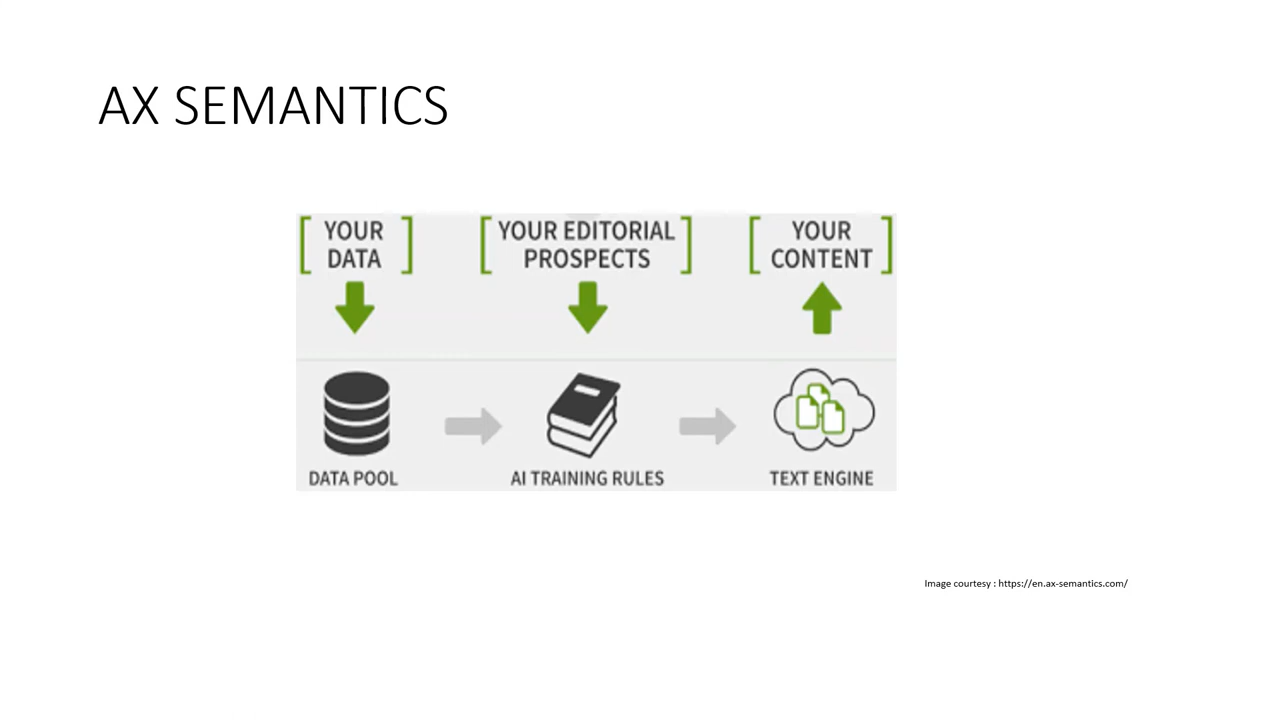 AX SEMANTICS
YOUR
DATA
YOUR EDITORIAL
PROSPECTS
YOUR
CONTENT
DATA POOL
AI TRAINING RULES
TEXT ENGINE
Image courtesy : https://en.ax-semantics.com/